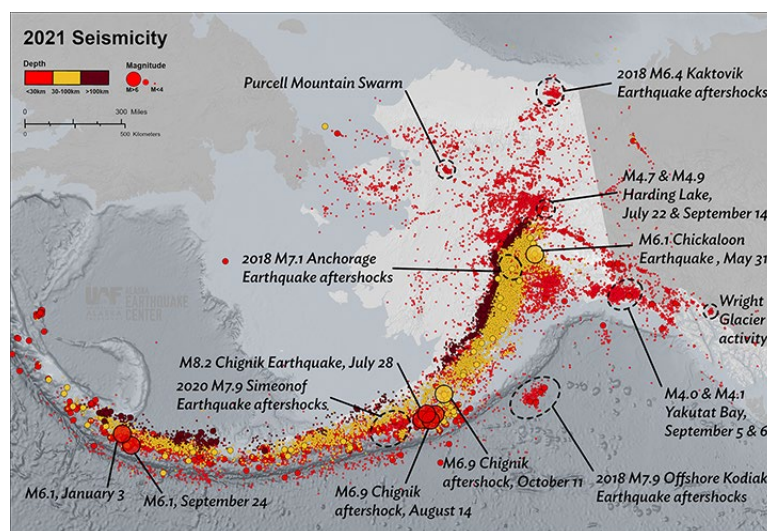 2021 Seismicity
Depth
<30km 30-100km >100km
Magnitude
M>6 M<4
0 300 Miles
0 500 Kilometers
Purcell Mountain Swarm
2018 M6.4 Kaktovik
Earthquake aftershocks
M4.7 & M4.9
Harding Lake,
July 22 & September 14
2018 M7.1 Anchorage
Earthquake aftershocks
M6.1 Chickaloon
Earthquake , May 31
UAF ALASKA
EARTHQUAKE
CENTER
Wright
Glacier
activity
M8.2 Chignik Earthquake, July 28
2020 M7.9 Simeonof
Earthquake aftershocks
M4.0 & M4.1
Yakutat Bay,
September 5 & 6
M6.1, January 3
M6.1, September 24
M6.9 Chignik
aftershock, August 14
M6.9 Chignik
aftershock, October 11
2018 M7.9 Offshore Kodiak
Earthquake aftershocks